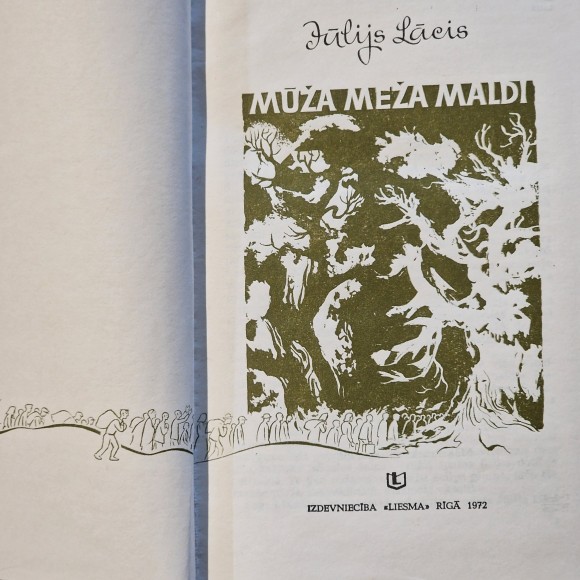 Jūlijs Lācis
MŪŽA MEŽA MALDI
IZDEVNIECĪBA «LIESMA» RĪGĀ 1972